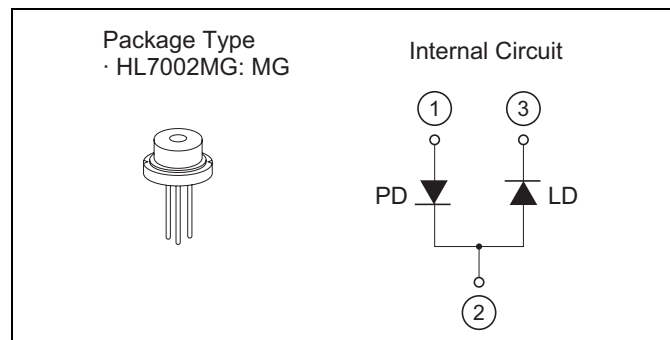 Package Type
· HL7002MG: MG
Internal Circuit
1
3
PD
LD
2